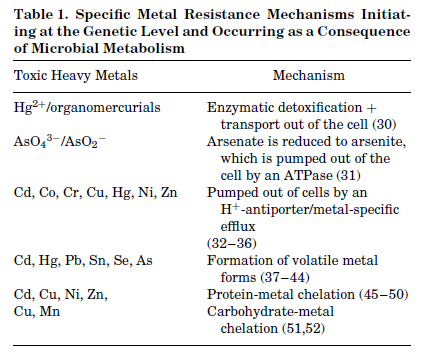 Table 1. Specific Metal Resistance Mechanisms Initiat-
ing at the Genetic Level and Occurring as a Consequence
of Microbial Metabolism
Toxic Heavy Metals Mechanism
Hg²⁺/organomercurials Enzymatic detoxification +
transport out of the cell (30)
AsO₄³⁻/AsO₂⁻ Arsenate is reduced to arsenite,
which is pumped out of the
cell by an ATPase (31)
Cd, Co, Cr, Cu, Hg, Ni, Zn Pumped out of cells by an
H⁺-antiporter/metal-specific
efflux
(32–36)
Cd, Hg, Pb, Sn, Se, As Formation of volatile metal
forms (37–44)
Cd, Cu, Ni, Zn, Protein-metal chelation (45–50)
Cu, Mn Carbohydrate-metal
chelation (51,52)